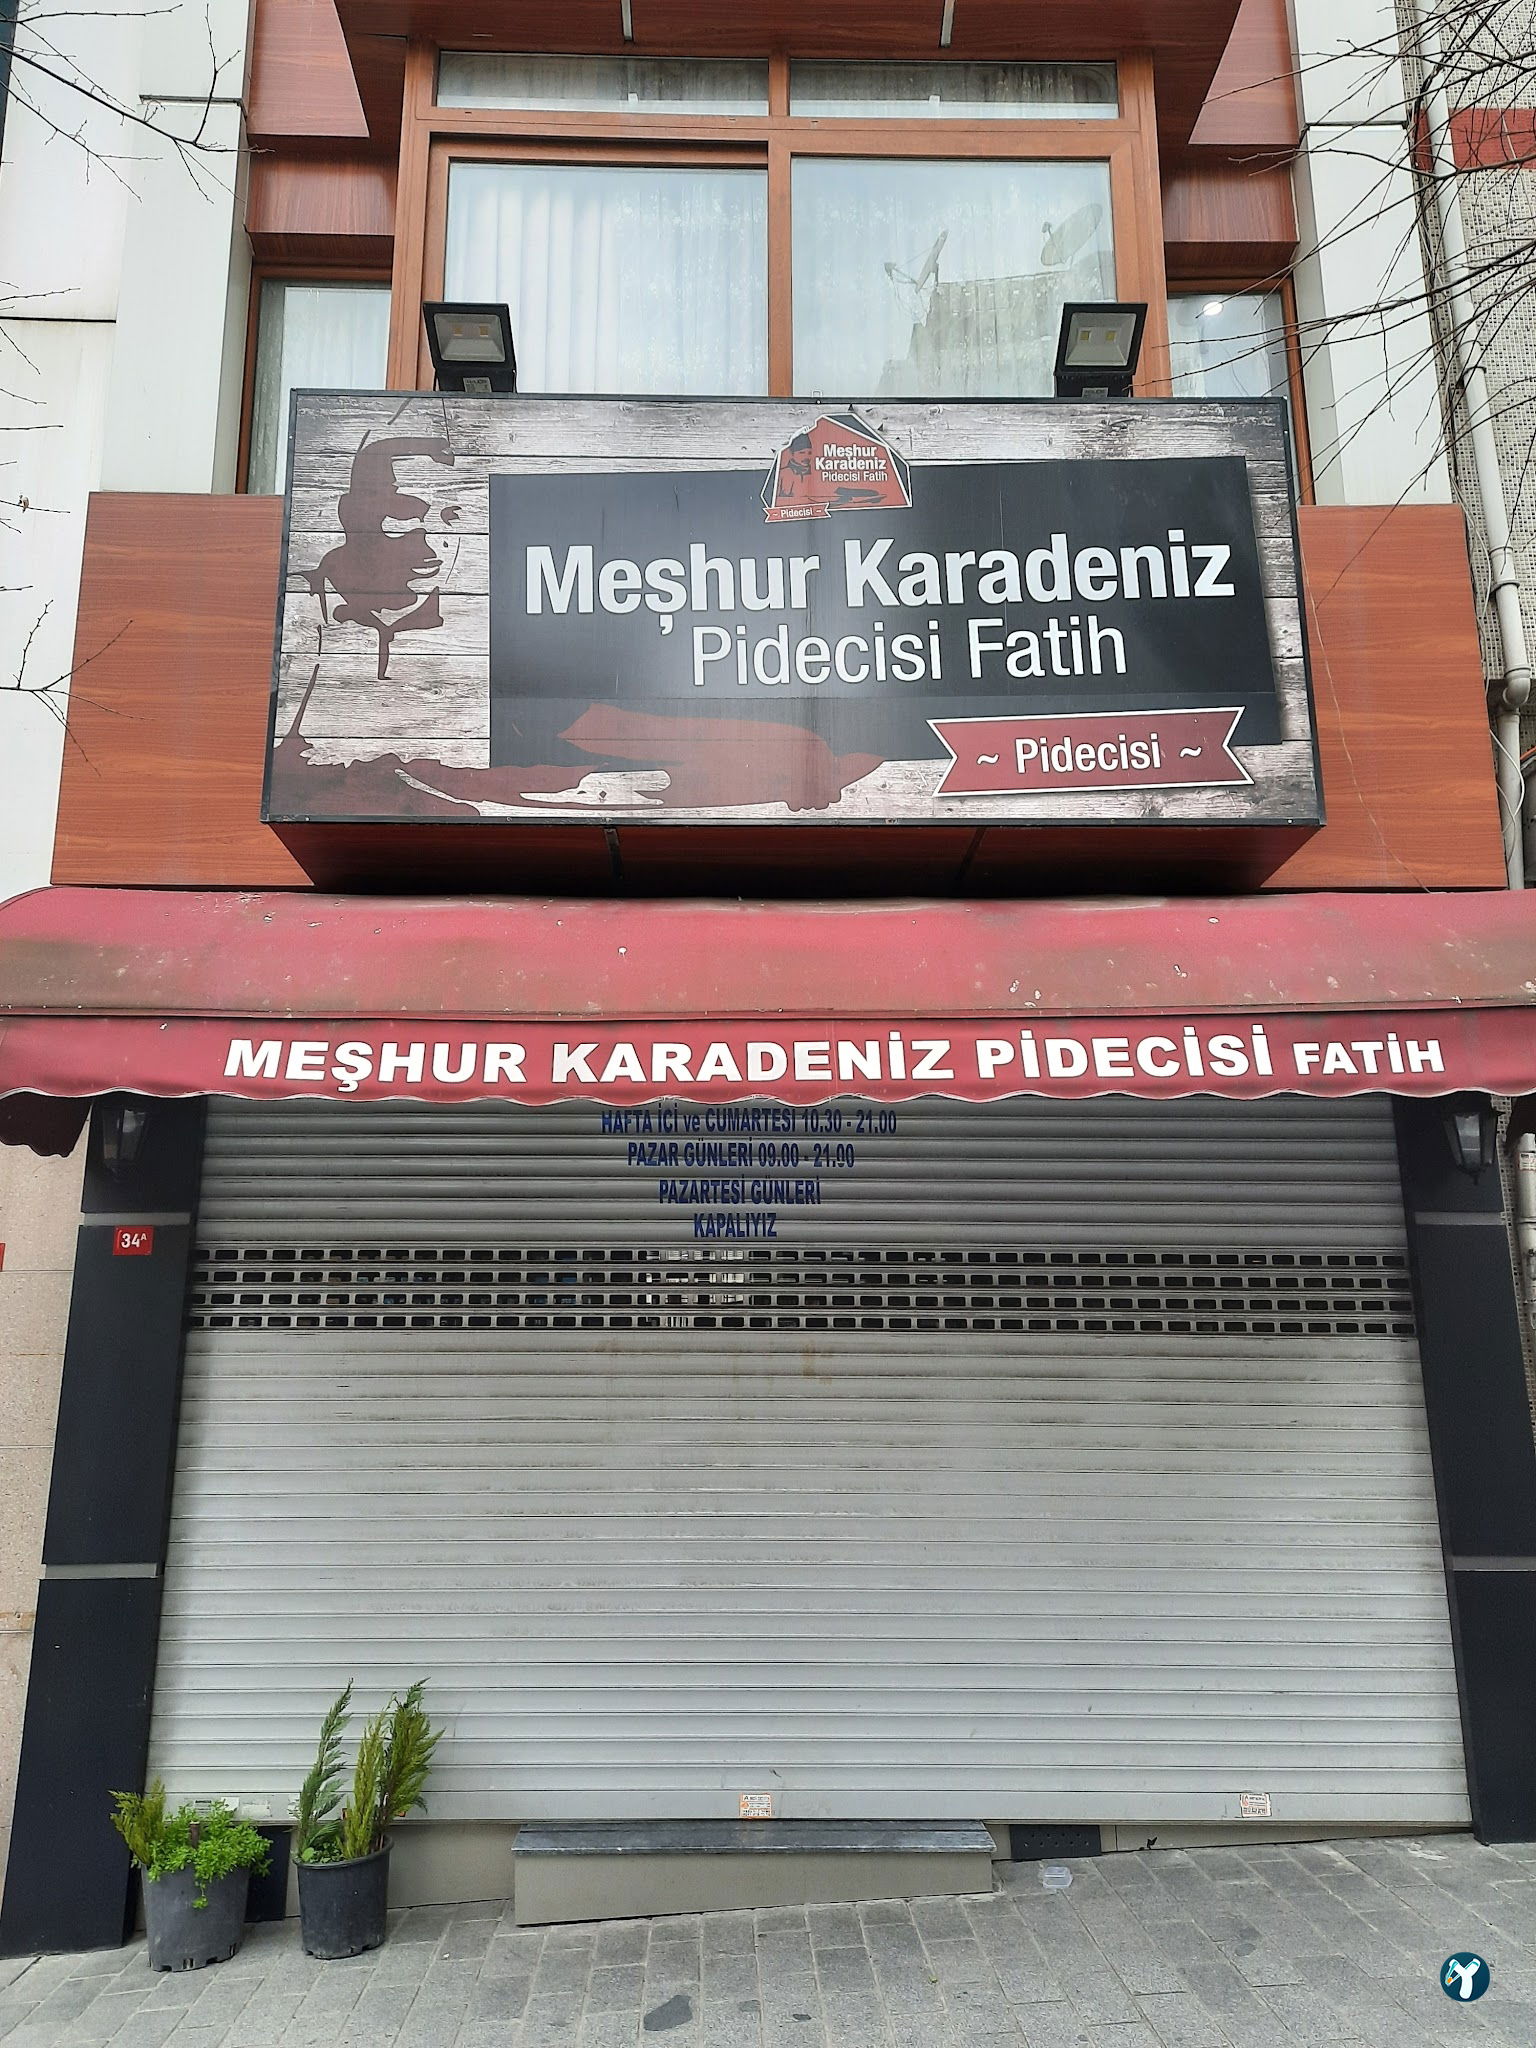 Meşhur
Karadeniz
Pidecisi Fatih
~ Pidecisi ~
Meşhur Karadeniz
Pidecisi Fatih
~ Pidecisi ~
MEŞHUR KARADENİZ PİDECİSİ FATİH
HAFTA İCİ ve CUMARTESİ 10.30 - 21.00
PAZAR GÜNLERİ 09.00 - 21.00
PAZARTESİ GÜNLERİ
KAPALIYIZ
34A